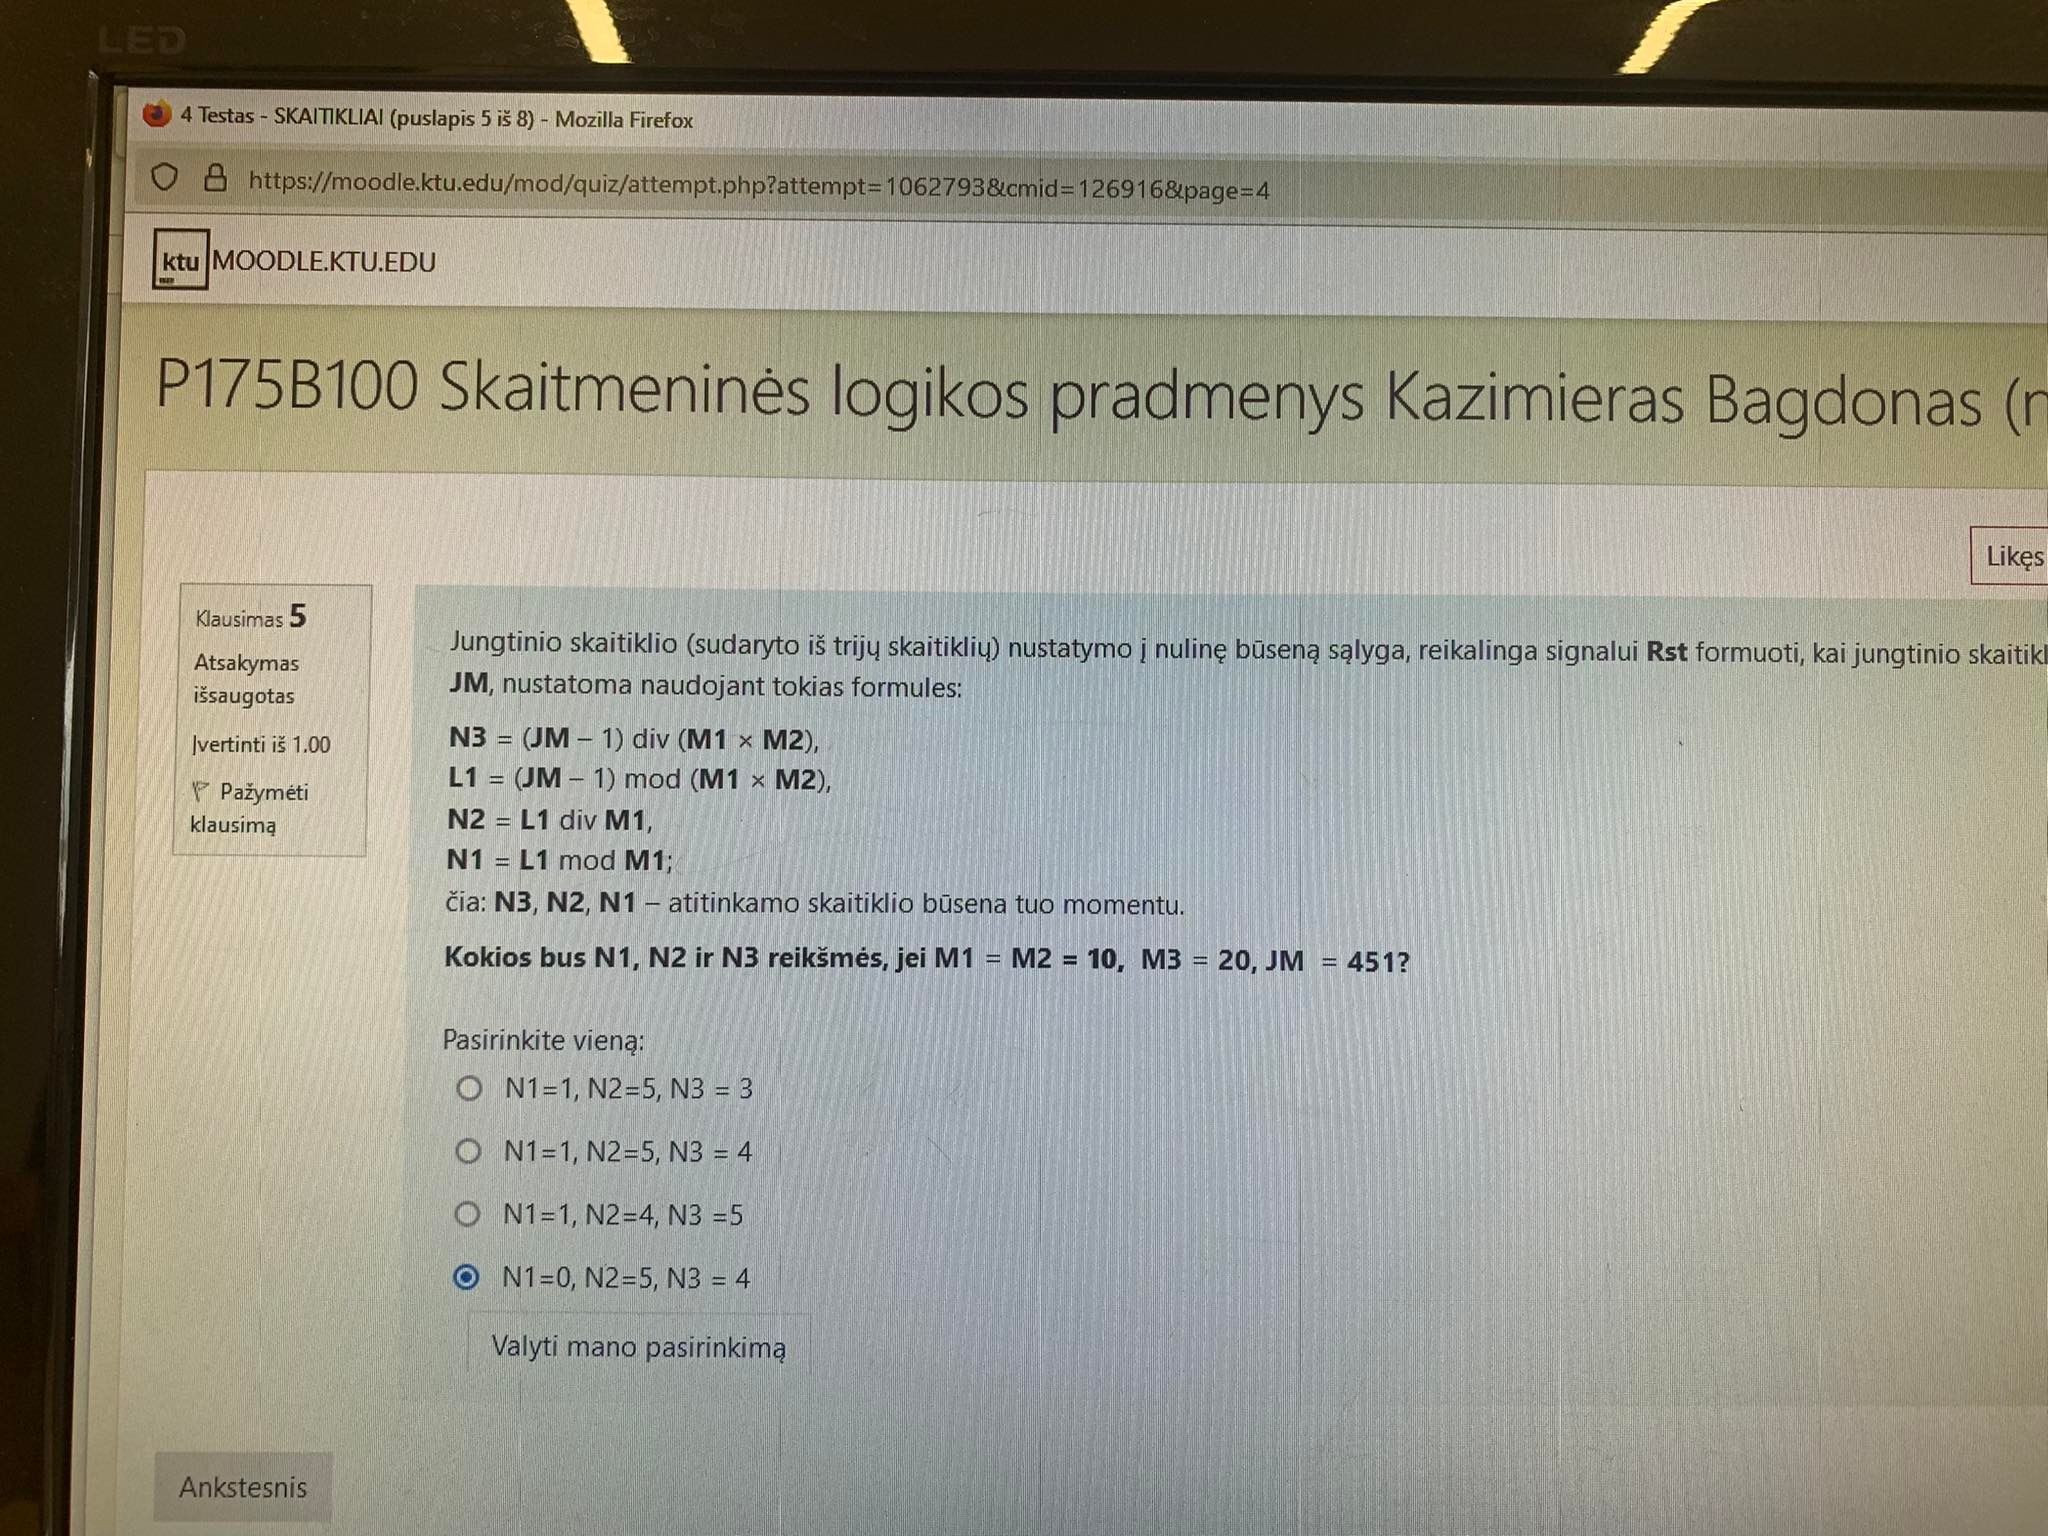 LED
4 Testas - SKAITIKLIAI (puslapis 5 iš 8) - Mozilla Firefox
https://moodle.ktu.edu/mod/quiz/attempt.php?attempt=1062793&cmid=126916&page=4
ktu MOODLE.KTU.EDU
P175B100 Skaitmeninės logikos pradmenys Kazimieras Bagdonas (n
Likęs
Klausimas 5
Atsakymas
išsaugotas
Įvertinti iš 1.00
Pažymėti
klausimą
Jungtinio skaitiklio (sudaryto iš trijų skaitiklių) nustatymo į nulinę būseną sąlyga, reikalinga signalui Rst formuoti, kai jungtinio skaitikl
JM, nustatoma naudojant tokias formules:
N3 = (JM – 1) div (M1 × M2),
L1 = (JM – 1) mod (M1 × M2),
N2 = L1 div M1,
N1 = L1 mod M1;
čia: N3, N2, N1 – atitinkamo skaitiklio būsena tuo momentu.
Kokios bus N1, N2 ir N3 reikšmės, jei M1 = M2 = 10, M3 = 20, JM = 451?
Pasirinkite vieną:
N1=1, N2=5, N3 = 3
N1=1, N2=5, N3 = 4
N1=1, N2=4, N3 =5
N1=0, N2=5, N3 = 4
Valyti mano pasirinkimą
Ankstesnis